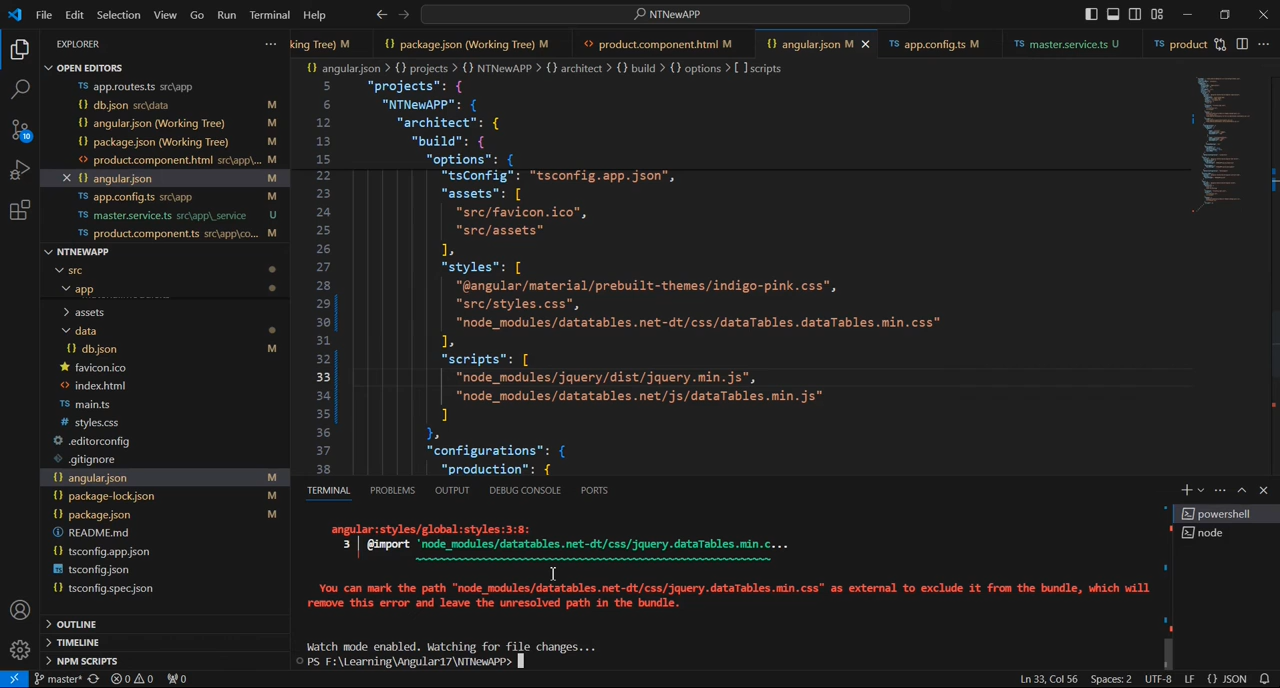 File Edit Selection View Go Run Terminal Help
NTNewAPP
EXPLORER
OPEN EDITORS
TS app.routes.ts src\app
{} db.json src\data M
{} angular.json (Working Tree) M
{} package.json (Working Tree) M
<> product.component.html src\app\... M
{} angular.json M
TS app.config.ts src\app M
TS master.service.ts src\app\_service U
TS product.component.ts src\app\co... M
NTNEWAPP
src
app
assets
data
{} db.json M
favicon.ico
<> index.html
TS main.ts
# styles.css
.editorconfig
.gitignore
{} angular.json M
{} package-lock.json M
{} package.json M
README.md
{} tsconfig.app.json
tsconfig.json
{} tsconfig.spec.json
OUTLINE
TIMELINE
NPM SCRIPTS
10
king Tree) M {} package.json (Working Tree) M <> product.component.html M {} angular.json M TS app.config.ts M TS master.service.ts U TS product
{} angular.json > {} projects > {} NTNewAPP > {} architect > {} build > {} options > [ ] scripts
5 "projects": {
6 "NTNewAPP": {
12 "architect": {
13 "build": {
15 "options": {
22 "tsConfig": "tsconfig.app.json",
23 "assets": [
24 "src/favicon.ico",
25 "src/assets"
26 ],
27 "styles": [
28 "@angular/material/prebuilt-themes/indigo-pink.css",
29 "src/styles.css",
30 "node_modules/datatables.net-dt/css/dataTables.dataTables.min.css"
31 ],
32 "scripts": [
33 "node_modules/jquery/dist/jquery.min.js",
34 "node_modules/datatables.net/js/dataTables.min.js"
35 ]
36 },
37 "configurations": {
38 "production": {
TERMINAL PROBLEMS OUTPUT DEBUG CONSOLE PORTS
angular:styles/global:styles:3:8:
3 │ @import 'node_modules/datatables.net-dt/css/jquery.dataTables.min.c...
~~~~~~~~~~~~~~~~~~~~~~~~~~~~~~~~~~~~~~~~~~~~~~~~~~~~~~
You can mark the path "node_modules/datatables.net-dt/css/jquery.dataTables.min.css" as external to exclude it from the bundle, which will
remove this error and leave the unresolved path in the bundle.
Watch mode enabled. Watching for file changes...
PS F:\Learning\Angular17\NTNewAPP>
powershell
node
master* 0 0 0 Ln 33, Col 56 Spaces: 2 UTF-8 LF {} JSON